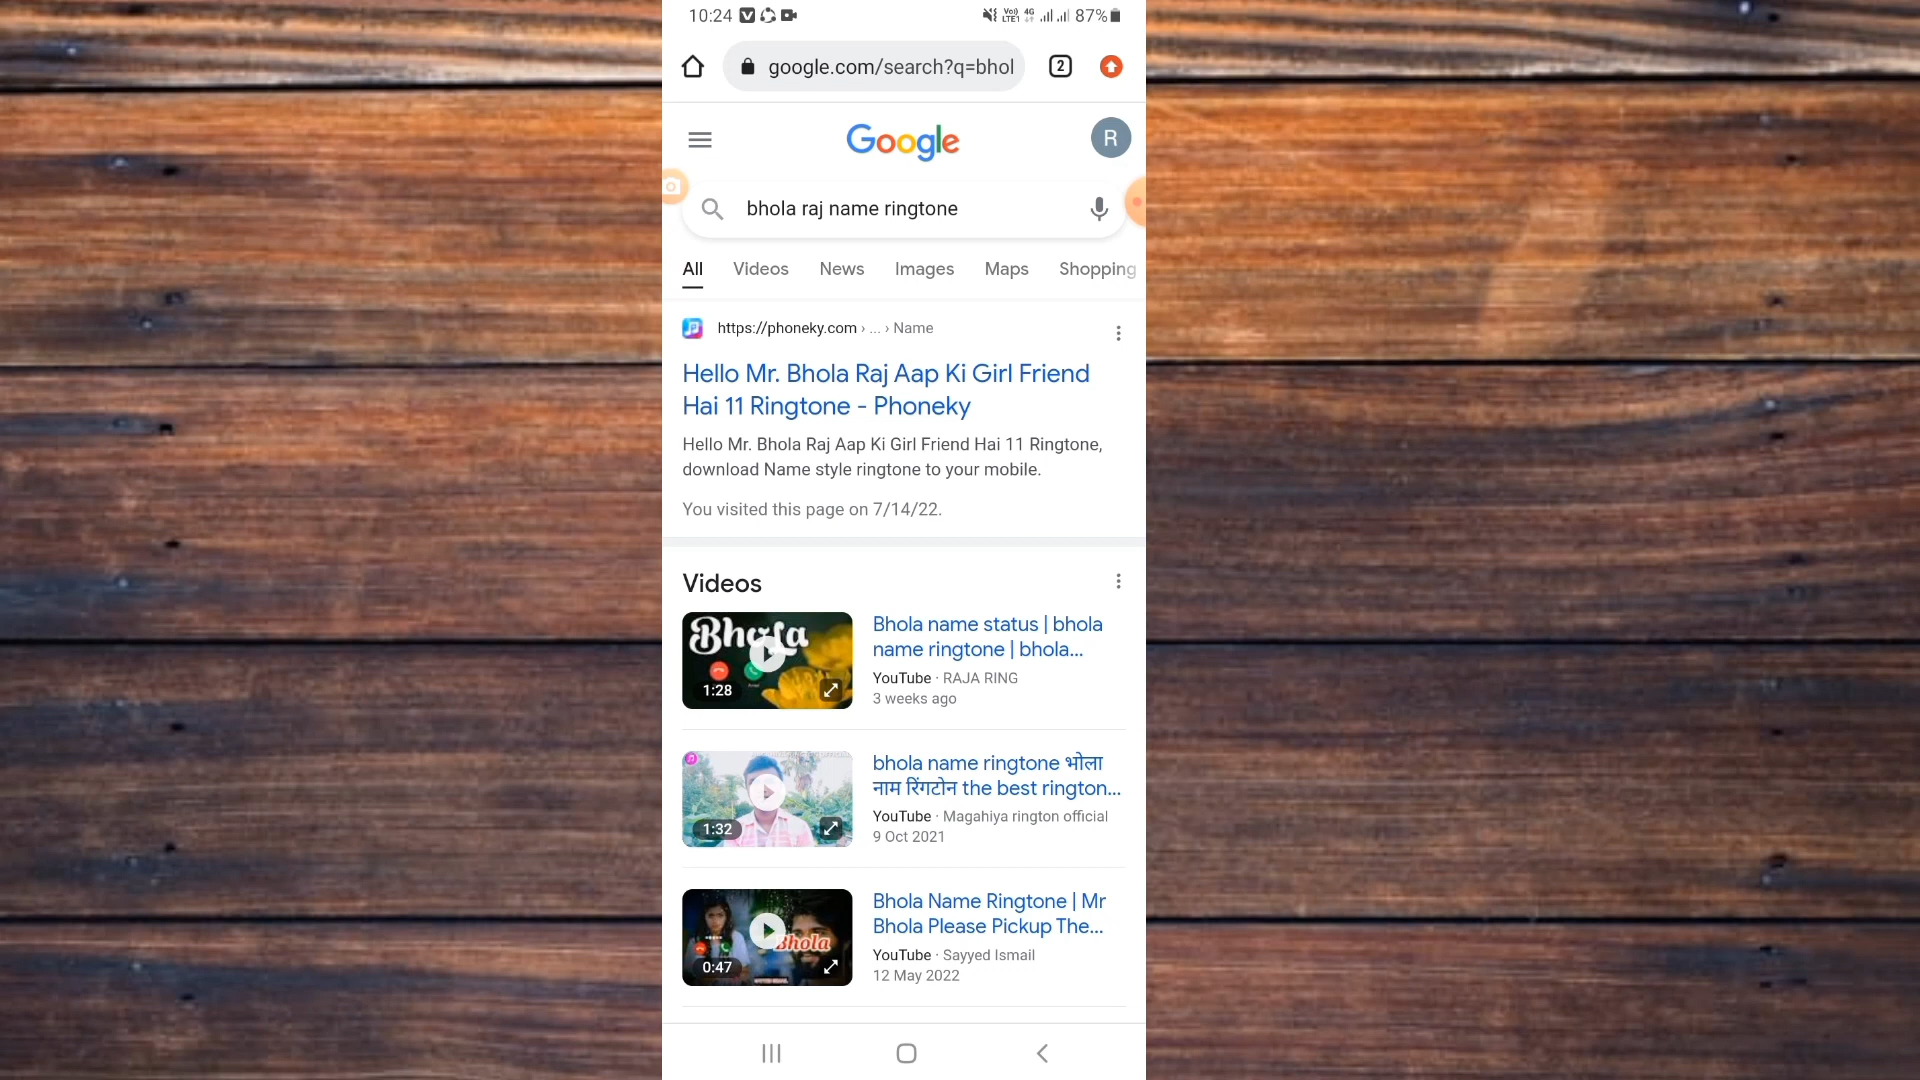 10:24
Vo)) 4G
LTE1
87%
google.com/search?q=bhol
2
Google
R
bhola raj name ringtone
All Videos News Images Maps Shopping
https://phoneky.com › ... › Name
Hello Mr. Bhola Raj Aap Ki Girl Friend
Hai 11 Ringtone - Phoneky
Hello Mr. Bhola Raj Aap Ki Girl Friend Hai 11 Ringtone,
download Name style ringtone to your mobile.
You visited this page on 7/14/22.
Videos
Bhola
1:28
Bhola name status | bhola
name ringtone | bhola...
YouTube · RAJA RING
3 weeks ago
1:32
bhola name ringtone भोला
नाम रिंगटोन the best rington...
YouTube · Magahiya rington official
9 Oct 2021
Bhola
0:47
Bhola Name Ringtone | Mr
Bhola Please Pickup The...
YouTube · Sayyed Ismail
12 May 2022